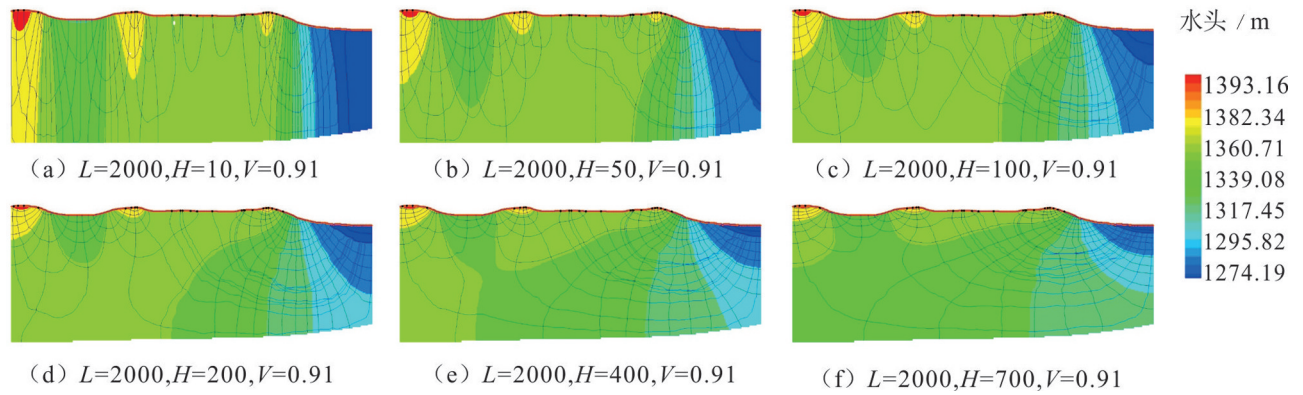 水头 / m
1393.16
1382.34
1360.71
1339.08
1317.45
1295.82
1274.19
（a）L=2000,H=10,V=0.91
（b）L=2000,H=50,V=0.91
（c）L=2000,H=100,V=0.91
（d）L=2000,H=200,V=0.91
（e）L=2000,H=400,V=0.91
（f）L=2000,H=700,V=0.91